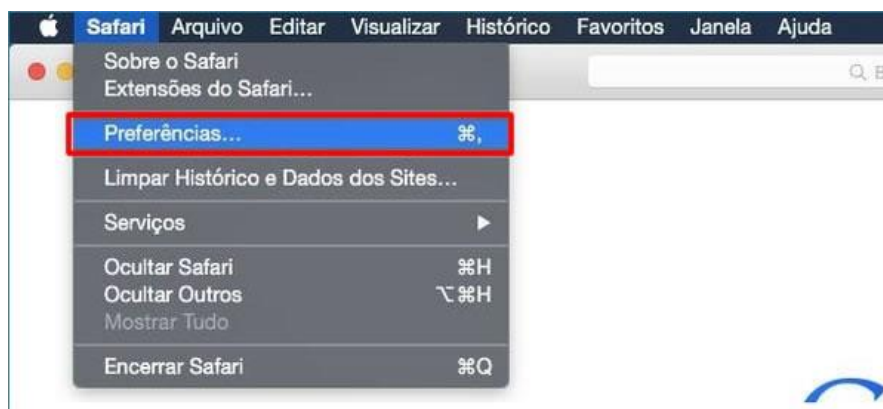 Safari Arquivo Editar Visualizar Histórico Favoritos Janela Ajuda
Sobre o Safari
Extensões do Safari...
Preferências... ⌘,
Limpar Histórico e Dados dos Sites...
Serviços ▶
Ocultar Safari ⌘H
Ocultar Outros ⌥⌘H
Mostrar Tudo
Encerrar Safari ⌘Q